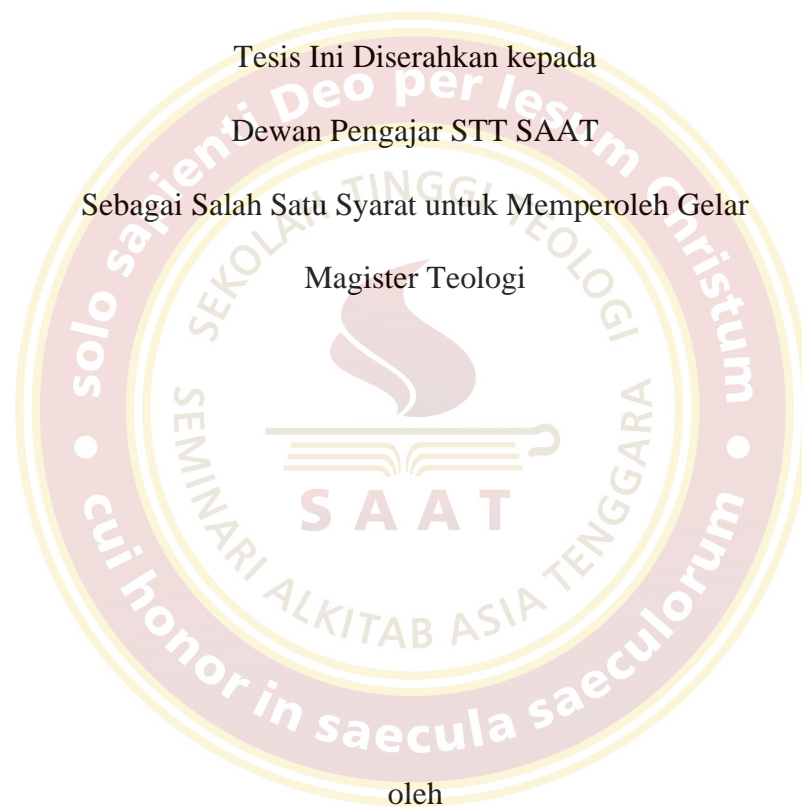 Tesis Ini Diserahkan kepada
Dewan Pengajar STT SAAT
Sebagai Salah Satu Syarat untuk Memperoleh Gelar
Magister Teologi
oleh
solo sapienti Deo per Iesum Christum
cui honor in saecula saeculorum
SEKOLAH TINGGI TEOLOGI
SEMINARI ALKITAB ASIA TENGGARA
SAAT